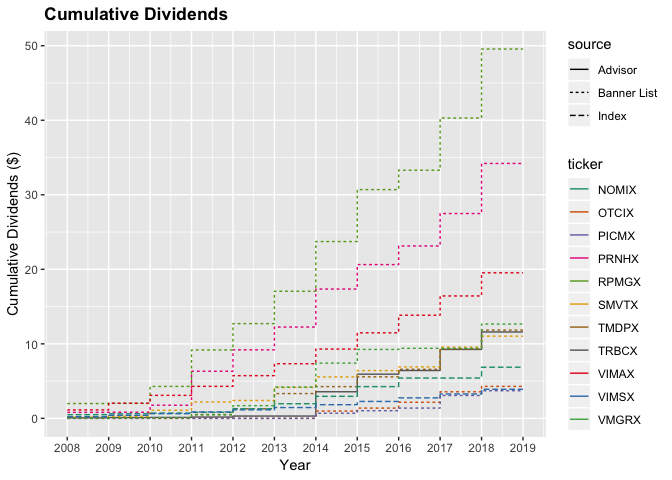 Cumulative Dividends
Cumulative Dividends ($)
50
40
30
20
10
0
2008 2009 2010 2011 2012 2013 2014 2015 2016 2017 2018 2019
Year
source
Advisor
Banner List
Index
ticker
NOMIX
OTCIX
PICMX
PRNHX
RPMGX
SMVTX
TMDPX
TRBCX
VIMAX
VIMSX
VMGRX